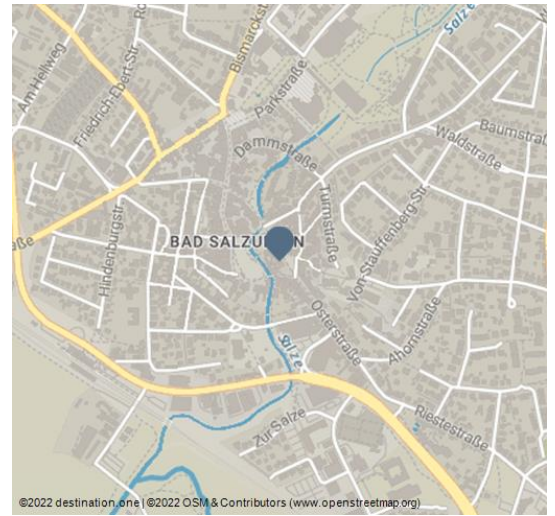 Salze
Am Hellweg
Friedrich-Ebert-Str
Bismarckst
Parkstraße
Dammstraße
Waldstraße
Baumstraß
Turmstraße
Von-Stauffenberg-Str
Hindenburgstr
BAD SALZU
N
Osterstraße
Salze
Ahornstraße
Riestestraße
Zur Salze
©2022 destination.one | ©2022 OSM & Contributors (www.openstreetmap.org)